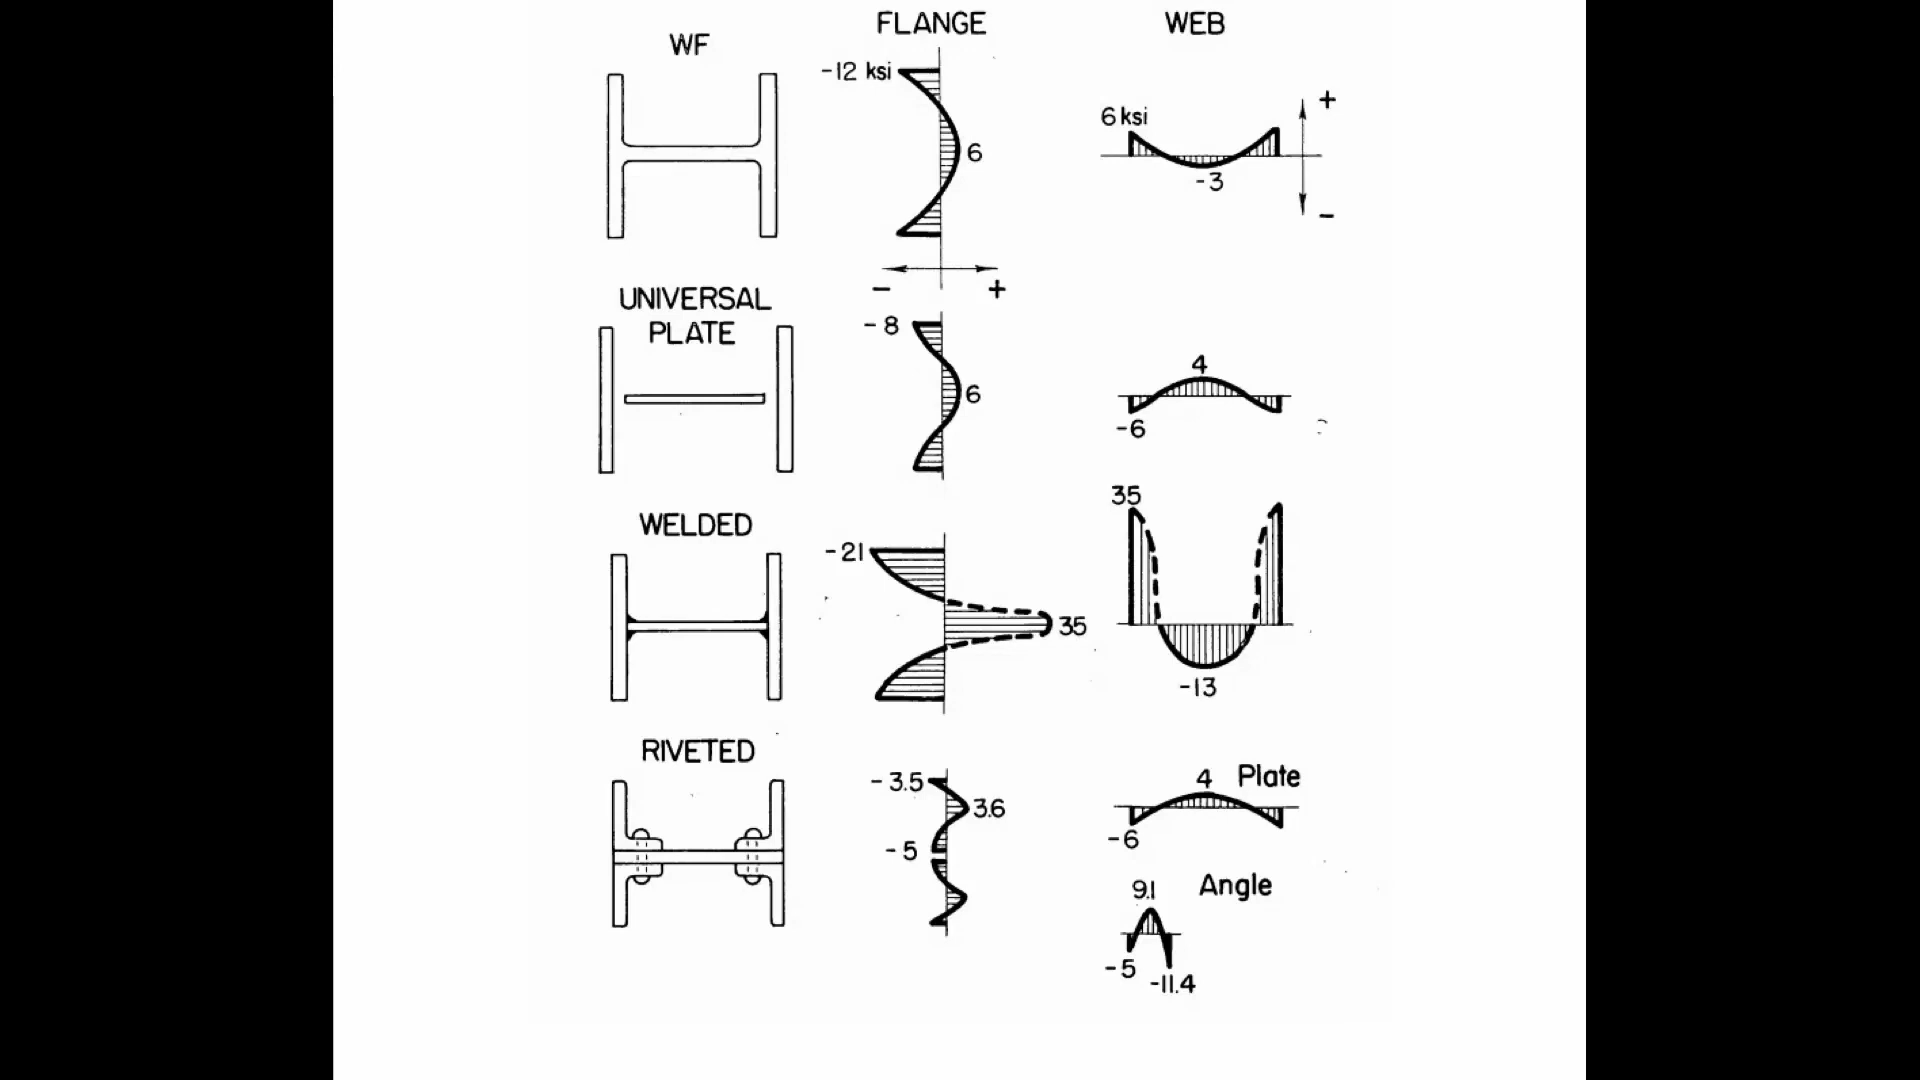 WF
FLANGE
WEB
-12 ksi
6
- +
6 ksi
-3
+
-
UNIVERSAL
PLATE
-8
6
4
-6
WELDED
-21
35
35
-13
RIVETED
-3.5
3.6
-5
4 Plate
-6
9.1 Angle
-5
-11.4